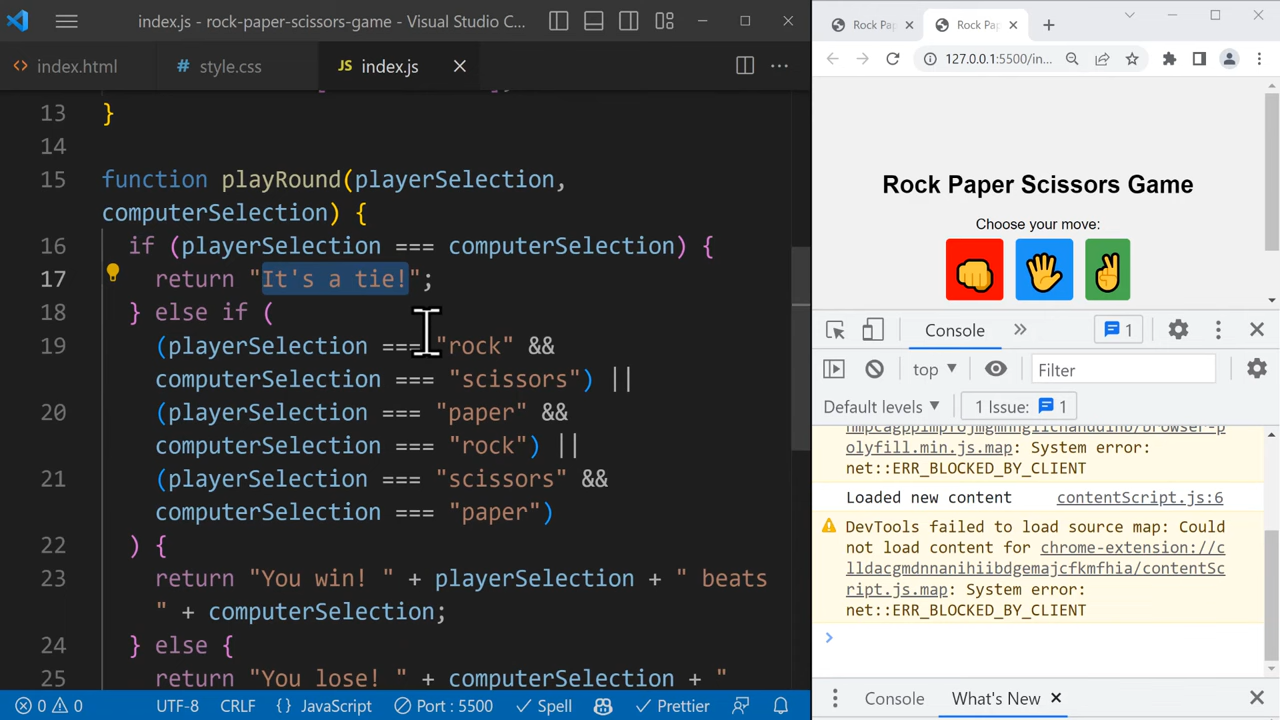 index.js - rock-paper-scissors-game - Visual Studio C...
index.html
style.css
JS index.js
13 }
14
15 function playRound(playerSelection,
computerSelection) {
16 if (playerSelection === computerSelection) {
17 return "It's a tie!";
18 } else if (
19 (playerSelection === "rock" &&
computerSelection === "scissors") ||
20 (playerSelection === "paper" &&
computerSelection === "rock") ||
21 (playerSelection === "scissors" &&
computerSelection === "paper")
22 ) {
23 return "You win! " + playerSelection + " beats
" + computerSelection;
24 } else {
25 return "You lose! " + computerSelection + "
0 0 UTF-8 CRLF {} JavaScript Port : 5500 Spell Prettier
Rock Pap
Rock Pap
127.0.0.1:5500/in...
Rock Paper Scissors Game
Choose your move:
Console 1
top Filter
Default levels 1 Issue: 1
olyfill.min.js.map: System error:
net::ERR_BLOCKED_BY_CLIENT
Loaded new content contentScript.js:6
DevTools failed to load source map: Could
not load content for chrome-extension://c
lldacgmdnnanihiibdgemajcfkmfhia/contentSc
ript.js.map: System error:
net::ERR_BLOCKED_BY_CLIENT
Console What's New